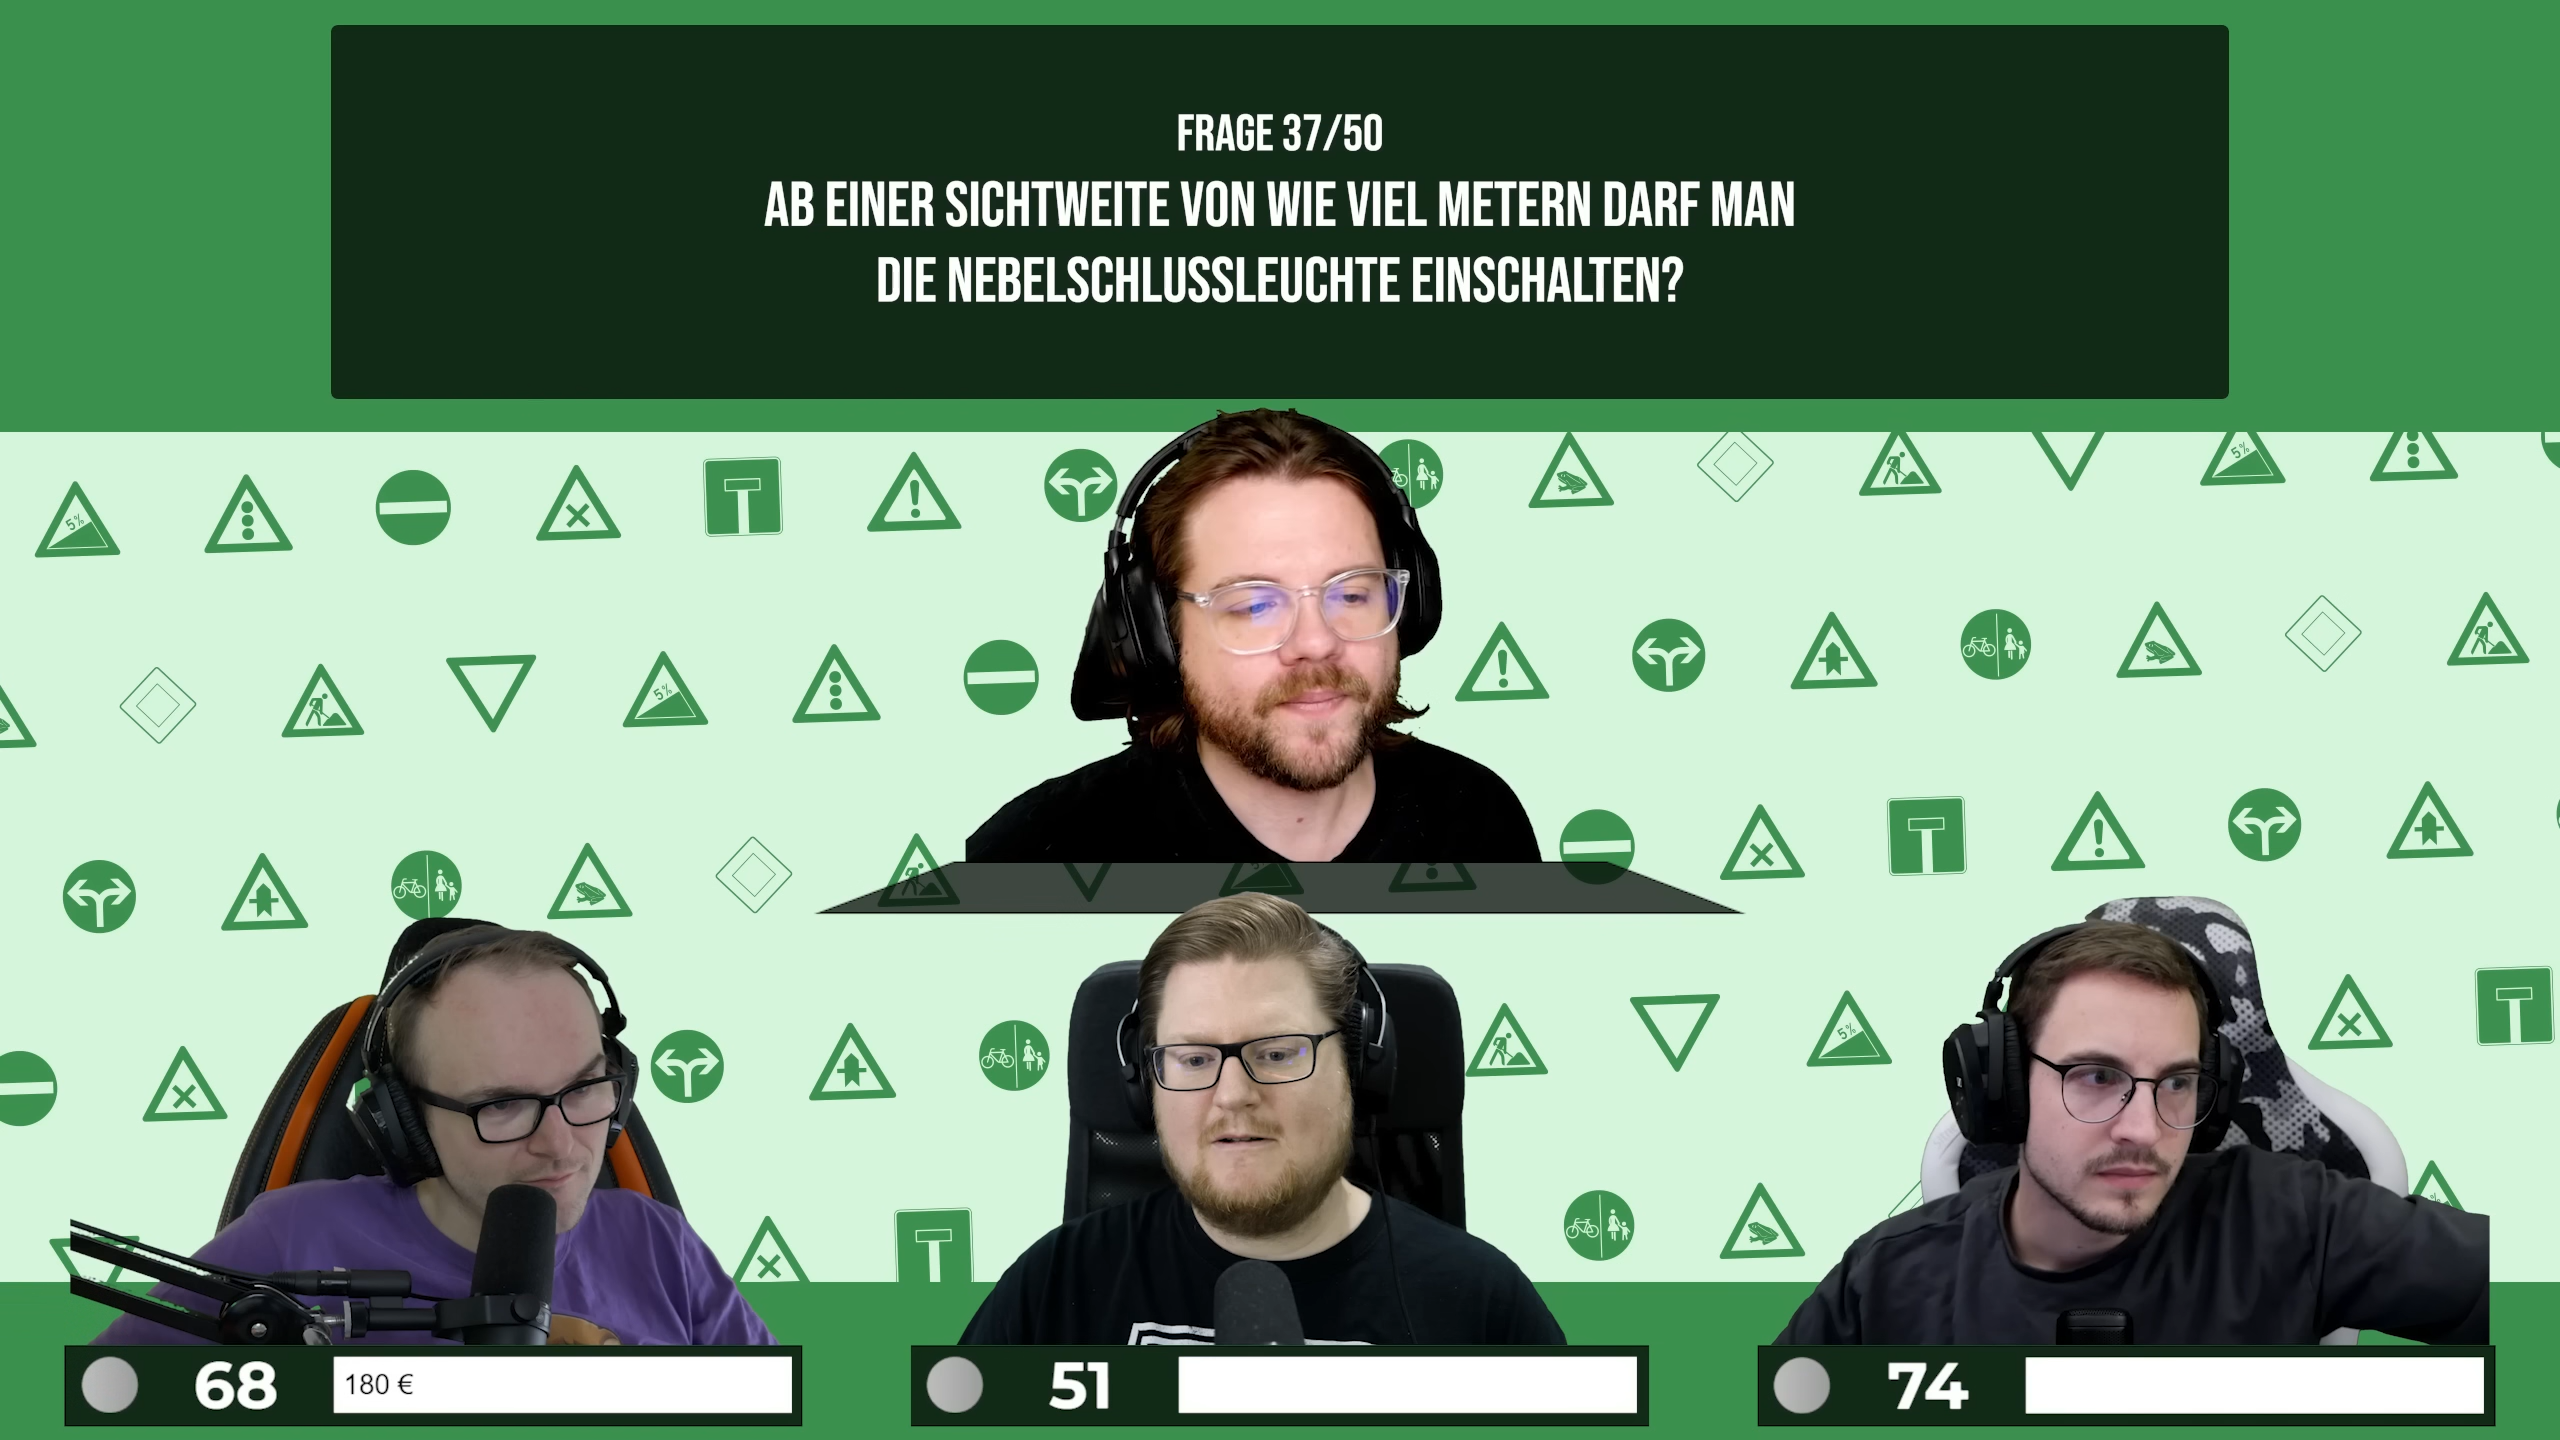 FRAGE 37/50
AB EINER SICHTWEITE VON WIE VIEL METERN DARF MAN
DIE NEBELSCHLUSSLEUCHTE EINSCHALTEN?
68
180 €
51
74